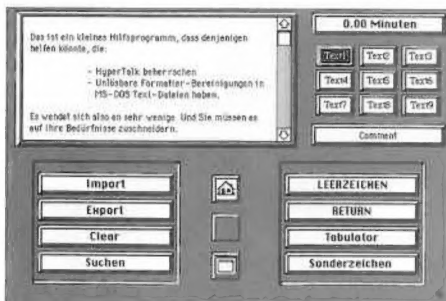 Das ist ein kleines Hilfsprogramm, dass denjenigen
helfen könnte, die:
- HyperTalk beherrschen
- Unlösbare Formatier-Bereinigungen in
MS-DOS Text-Dateien haben.
Es wendet sich also an sehr wenige. Und Sie müssen es
auf Ihre Bedürfnisse zuschneidern.
0.00 Minuten
Text1 Text2 Text3
Text4 Text5 Text6
Text7 Text8 Text9
Comment
Import
Export
Clear
Suchen
LEERZEICHEN
RETURN
Tabulator
Sonderzeichen